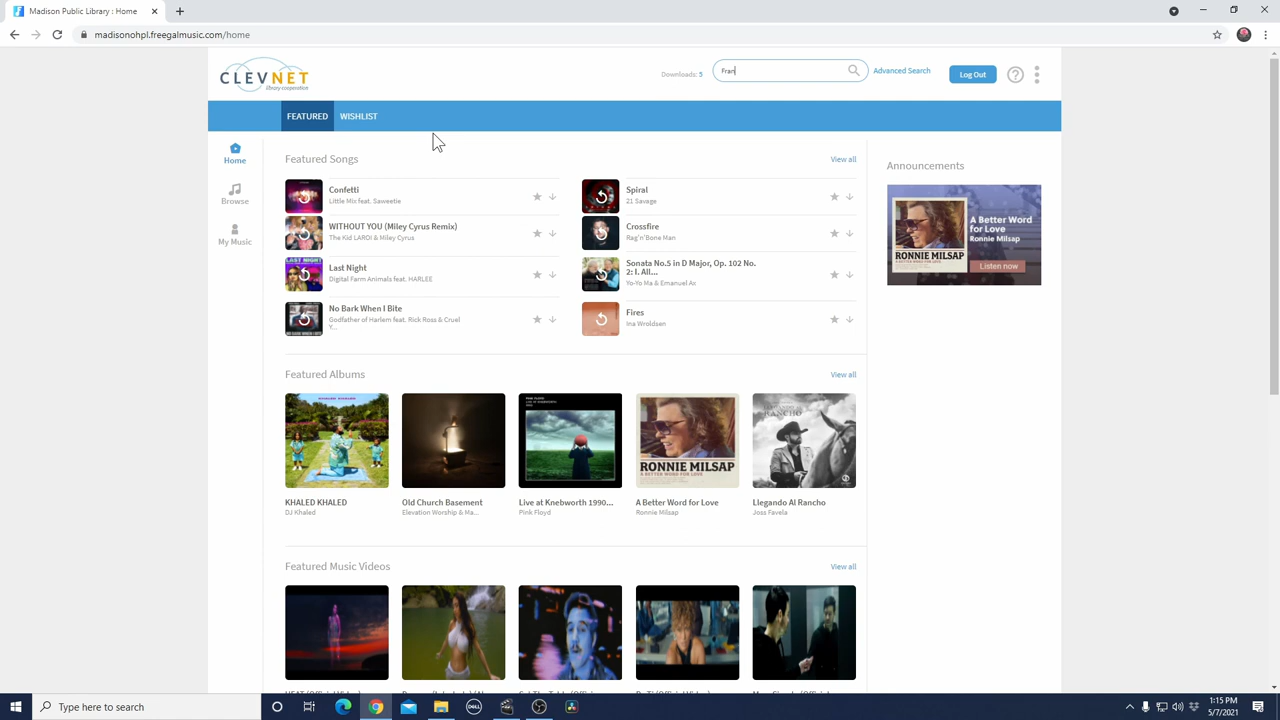 Madison Public Library
madisonohpl.freegalmusic.com/home
CLEVNET
library cooperation
Downloads: 5
Fran
Advanced Search
Log Out
FEATURED
WISHLIST
Home
Browse
My Music
Featured Songs
View all
Confetti
Little Mix feat. Saweetie
Spiral
21 Savage
WITHOUT YOU (Miley Cyrus Remix)
The Kid LAROI & Miley Cyrus
Crossfire
Rag'n'Bone Man
Last Night
Digital Farm Animals feat. HARLEE
Sonata No.5 in D Major, Op. 102 No.
2: I. All...
Yo-Yo Ma & Emanuel Ax
No Bark When I Bite
Godfather of Harlem feat. Rick Ross & Cruel
Y...
Fires
Ina Wroldsen
Announcements
A Better Word
for Love
Ronnie Milsap
RONNIE MILSAP
Listen now
Featured Albums
View all
KHALED KHALED
RONNIE MILSAP
A BETTER WORD FOR LOVE
RANCHO
KHALED KHALED
DJ Khaled
Old Church Basement
Elevation Worship & Ma...
Live at Knebworth 1990...
Pink Floyd
A Better Word for Love
Ronnie Milsap
Llegando Al Rancho
Joss Favela
Featured Music Videos
View all
Type here to search
1:15 PM
5/7/2021